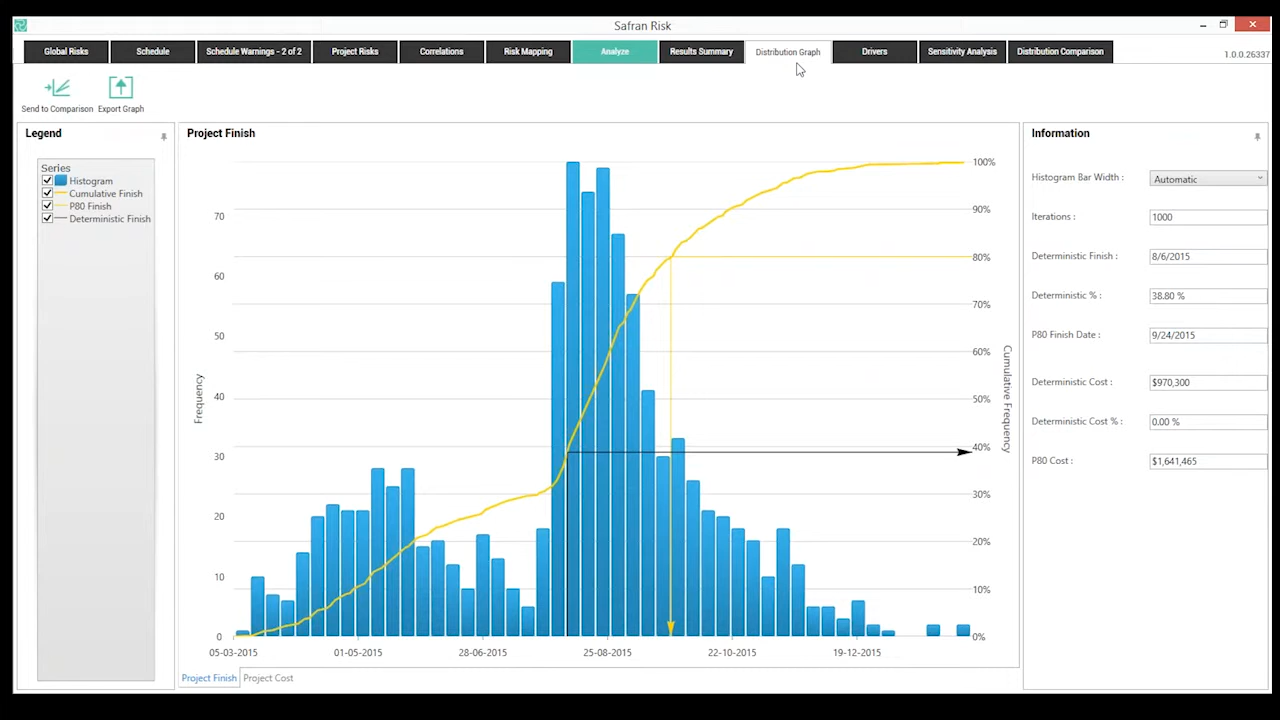 Safran Risk
Global Risks
Schedule
Schedule Warnings - 2 of 2
Project Risks
Correlations
Risk Mapping
Analyze
Results Summary
Distribution Graph
Drivers
Sensitivity Analysis
Distribution Comparison
1.0.0.26337
Send to Comparison
Export Graph
Legend
Series
Histogram
Cumulative Finish
P80 Finish
Deterministic Finish
Project Finish
Frequency
70
60
50
40
30
20
10
0
100%
90%
80%
70%
60%
50%
40%
30%
20%
10%
0%
Cumulative Frequency
05-03-2015
01-05-2015
28-06-2015
25-08-2015
22-10-2015
19-12-2015
Project Finish
Project Cost
Information
Histogram Bar Width :
Automatic
Iterations :
1000
Deterministic Finish :
8/6/2015
Deterministic % :
38.80 %
P80 Finish Date :
9/24/2015
Deterministic Cost :
$970,300
Deterministic Cost % :
0.00 %
P80 Cost :
$1,641,465